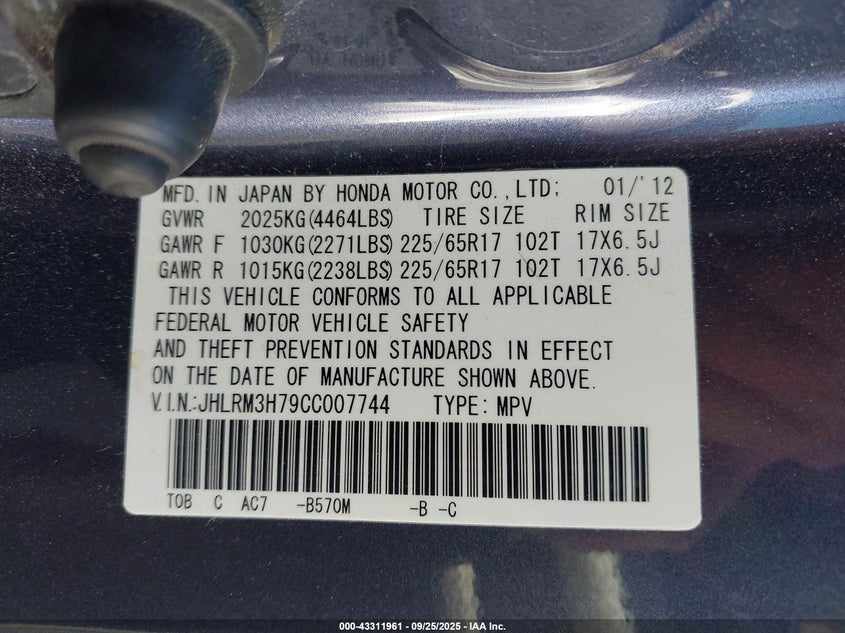 MFD. IN JAPAN BY HONDA MOTOR CO., LTD; 01/'12
GVWR 2025KG(4464LBS) TIRE SIZE RIM SIZE
GAWR F 1030KG(2271LBS) 225/65R17 102T 17X6.5J
GAWR R 1015KG(2238LBS) 225/65R17 102T 17X6.5J
THIS VEHICLE CONFORMS TO ALL APPLICABLE
FEDERAL MOTOR VEHICLE SAFETY
AND THEFT PREVENTION STANDARDS IN EFFECT
ON THE DATE OF MANUFACTURE SHOWN ABOVE.
V.I.N.:JHLRM3H79CC007744 TYPE: MPV
TOB C AC7 -B570M -B -C
000-43311961 - 09/25/2025 - IAA Inc.